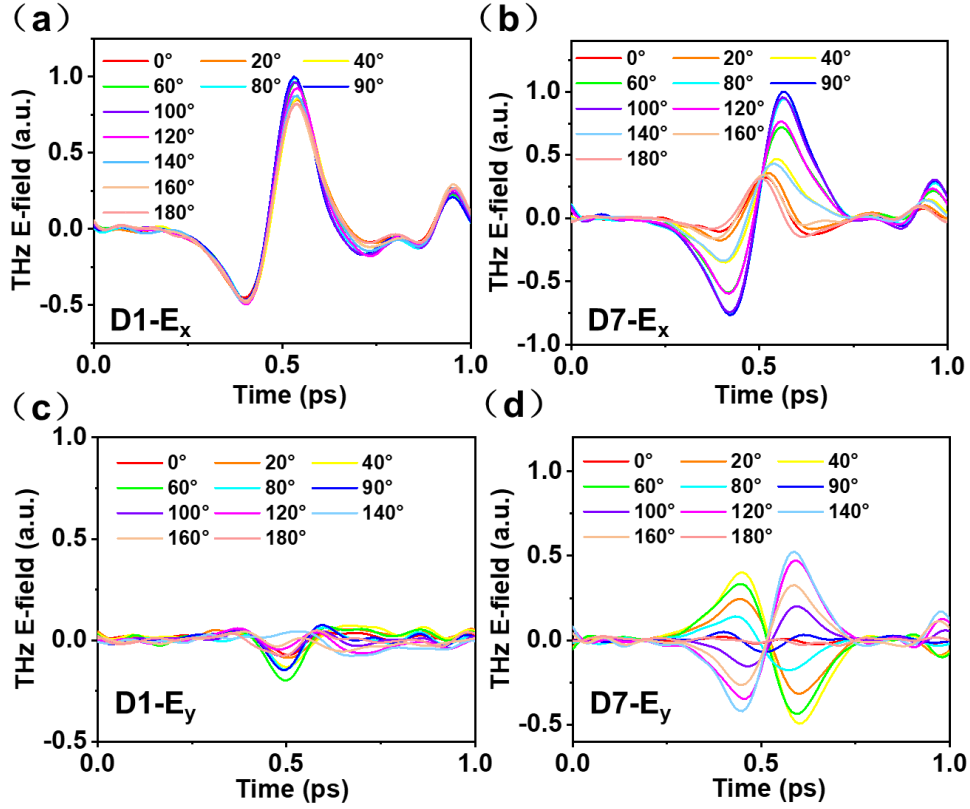 (a)
(b)
0° 20° 40°
60° 80° 90°
100°
120°
140°
160°
180°
1.0
0.5
0.0
-0.5
THz E-field (a.u.)
D1-Ex
0.0 0.5 1.0
Time (ps)
0° 20° 40°
60° 80° 90°
100° 120°
140° 160°
180°
1.0
0.5
0.0
-0.5
-1.0
THz E-field (a.u.)
D7-Ex
0.0 0.5 1.0
Time (ps)
(c)
(d)
0° 20° 40°
60° 80° 90°
100° 120° 140°
160° 180°
1.0
0.5
0.0
-0.5
THz E-field (a.u.)
D1-Ey
0.0 0.5 1.0
Time (ps)
0° 20° 40°
60° 80° 90°
100° 120° 140°
160° 180°
1.0
0.5
0.0
-0.5
THz E-field (a.u.)
D7-Ey
0.0 0.5 1.0
Time (ps)